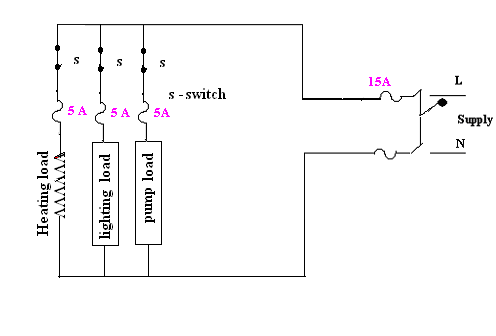 s
s
s
s - switch
5 A
5 A
5A
15A
L
Supply
N
Heating load
lighting load
pump load